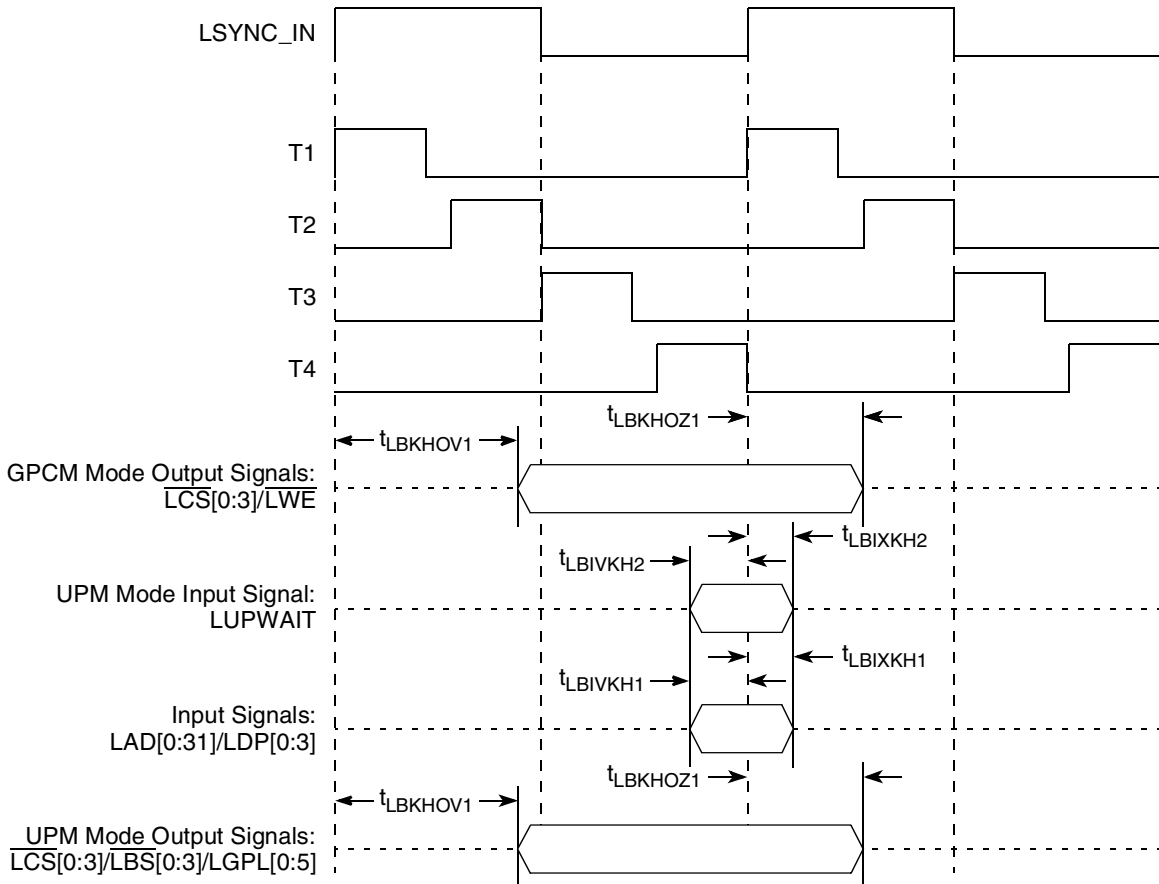 LSYNC_IN
T1
T2
T3
T4
tLBKHOZ1
tLBKHOV1
GPCM Mode Output Signals:
LCS[0:3]/LWE
tLBIXKH2
tLBIVKH2
UPM Mode Input Signal:
LUPWAIT
tLBIXKH1
tLBIVKH1
Input Signals:
LAD[0:31]/LDP[0:3]
tLBKHOZ1
tLBKHOV1
UPM Mode Output Signals:
LCS[0:3]/LBS[0:3]/LGPL[0:5]